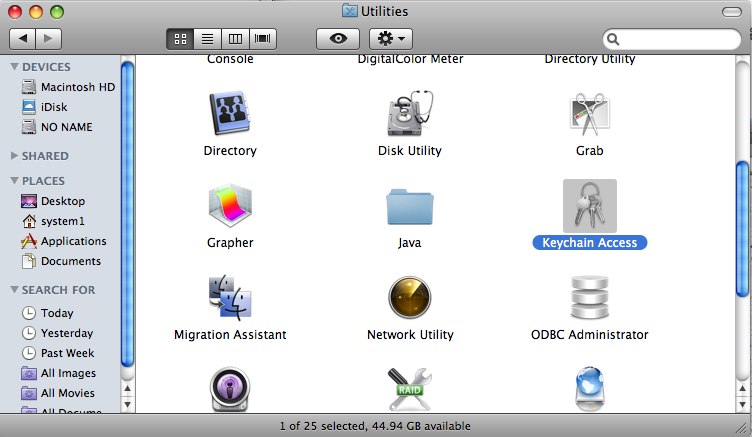 Utilities
DEVICES
Macintosh HD
iDisk
NO NAME
SHARED
PLACES
Desktop
system1
Applications
Documents
SEARCH FOR
Today
Yesterday
Past Week
All Images
All Movies
All Docume
Console DigitalColor Meter Directory Utility
Directory Disk Utility Grab
Grapher Java Keychain Access
Migration Assistant Network Utility ODBC Administrator
RAID
1 of 25 selected, 44.94 GB available